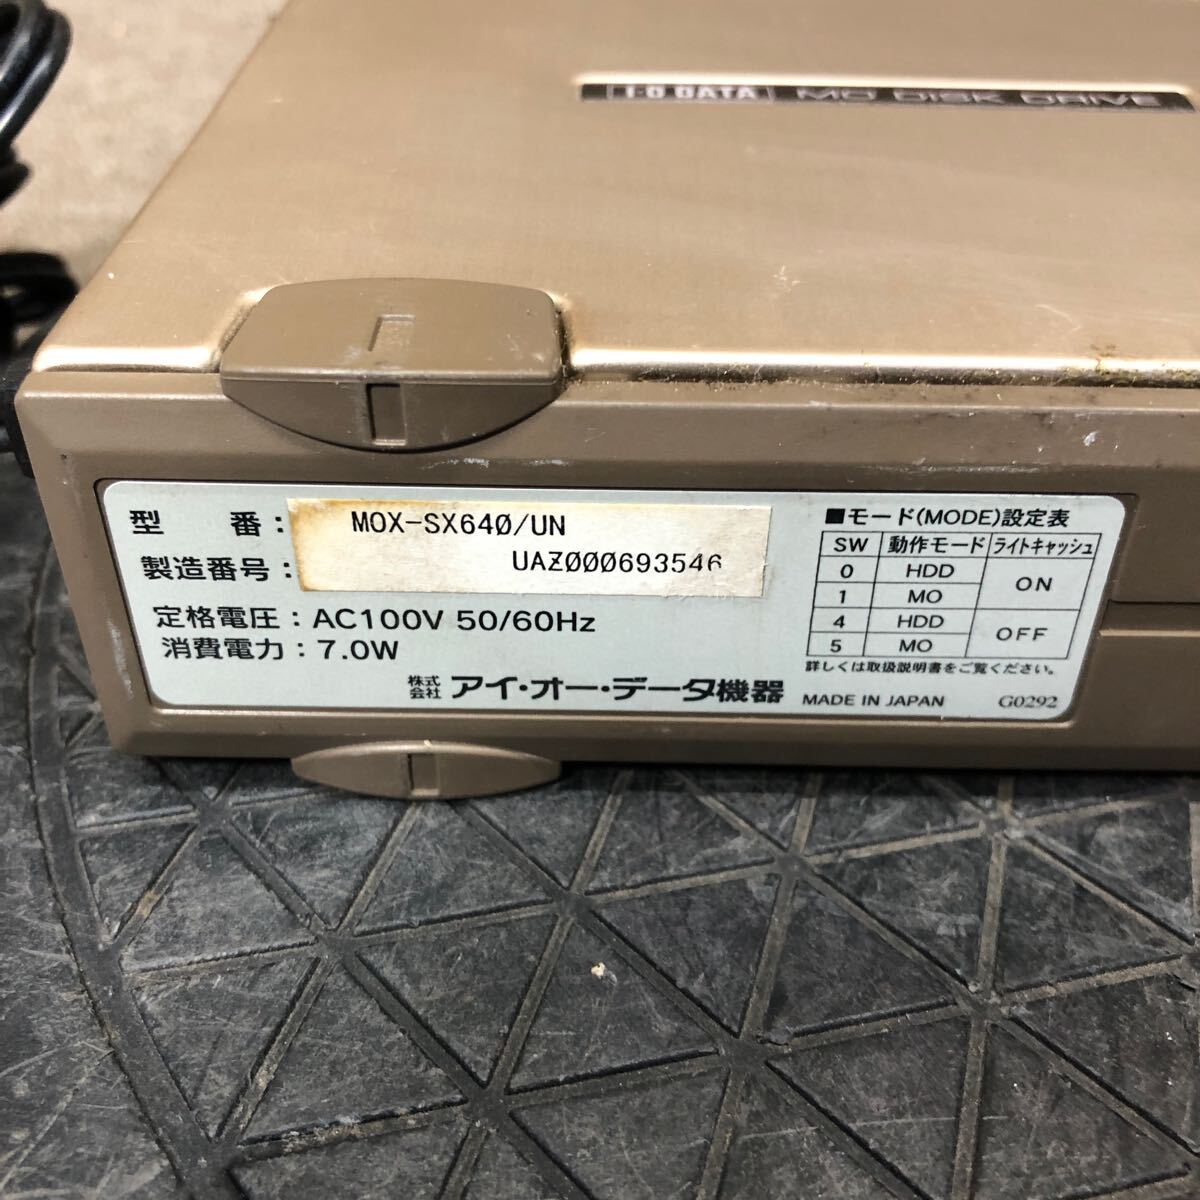 I-O DATA MO DISK DRIVE
型 番: MOX-SX640/UN
製造番号: UAZ000693546
定格電圧: AC100V 50/60Hz
消費電力: 7.0W
株式会社 アイ・オー・データ機器
■モード(MODE)設定表
SW 動作モード ライトキャッシュ
0 HDD ON
1 MO
4 HDD OFF
5 MO
詳しくは取扱説明書をご覧ください。
MADE IN JAPAN G0292